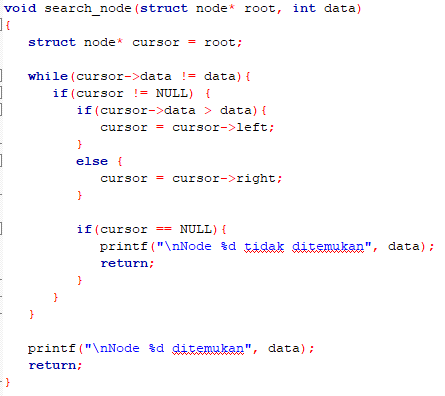 void search_node(struct node* root, int data)
{
struct node* cursor = root;
while(cursor->data != data){
if(cursor != NULL) {
if(cursor->data > data){
cursor = cursor->left;
}
else {
cursor = cursor->right;
}
if(cursor == NULL){
printf("\nNode %d tidak ditemukan", data);
return;
}
}
}
printf("\nNode %d ditemukan", data);
return;
}